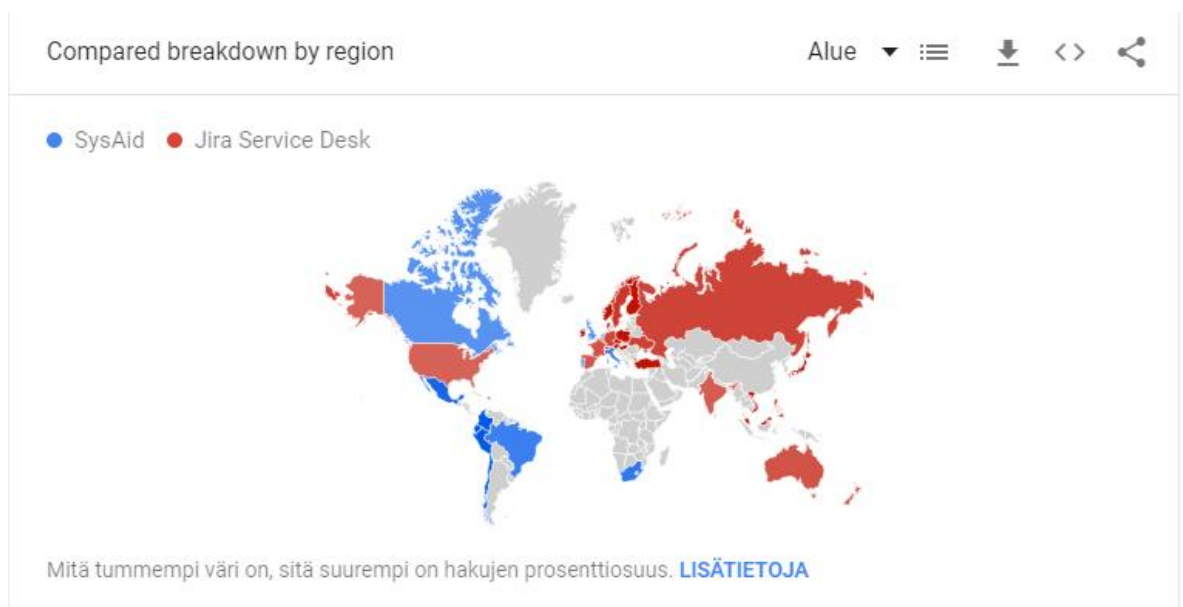 Compared breakdown by region
Alue
SysAid Jira Service Desk
Mitä tummempi väri on, sitä suurempi on hakujen prosenttiosuus. LISÄTIETOJA